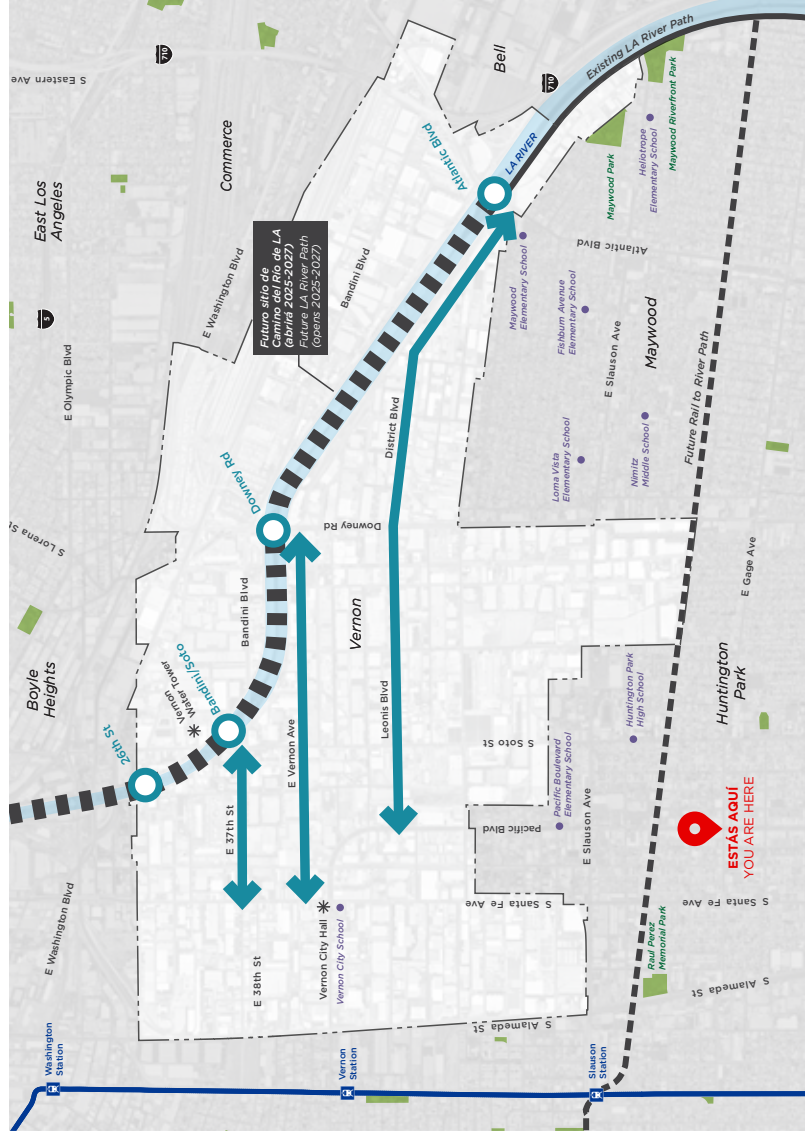 Washington
Station
E Washington Blvd
Boyle
Heights
S Lorena St
E Olympic Blvd
5
East Los
Angeles
S Eastern Ave
710
26th St
Vernon
Water Tower
Bandini/Soto
Downey Rd
E Washington Blvd
Commerce
E 38th St
E 37th St
Bandini Blvd
Futuro sitio de
Camino del Río de LA
(abrirá 2025-2027)
Future LA River Path
(opens 2025-2027)
Bandini Blvd
Vernon
Station
Vernon City Hall
Vernon City School
E Vernon Ave
Vernon
Downey Rd
Leonis Blvd
District Blvd
Atlantic Blvd
Bell
710
LA RIVER
Existing LA River Path
S Alameda St
S Santa Fe Ave
Pacific Blvd
S Soto St
Pacific Boulevard
Elementary School
E Slauson Ave
Loma Vista
Elementary School
Maywood
Elementary School
Fishburn Avenue
Elementary School
E Slauson Ave
Atlantic Blvd
Maywood Park
Heliotrope
Elementary School
Maywood Riverfront Park
Slauson
Station
Huntington Park
High School
Nimitz
Middle School
Maywood
Raul Perez
Memorial Park
Future Rail to River Path
S Alameda St
S Santa Fe Ave
ESTÁS AQUÍ
YOU ARE HERE
Huntington
Park
E Gage Ave